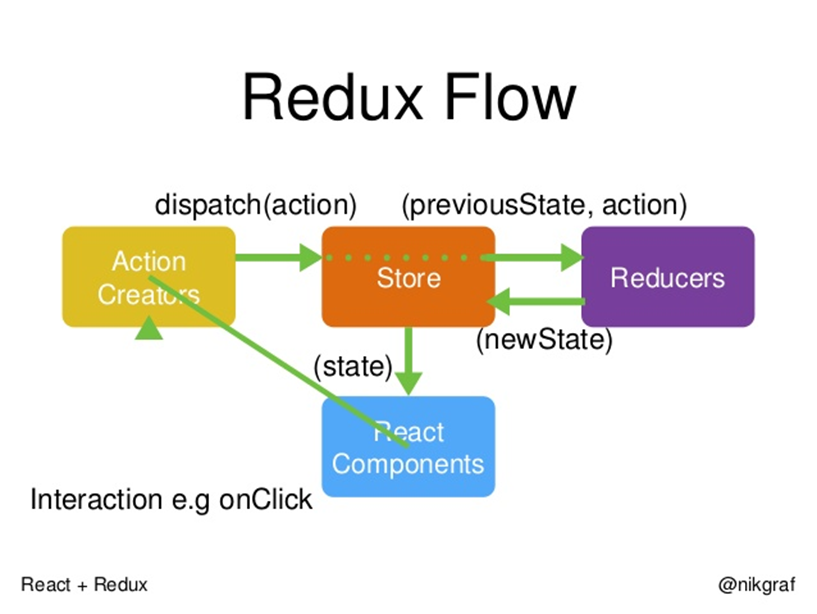 Redux Flow
dispatch(action)
(previousState, action)
Action
Creators
Store
Reducers
(newState)
(state)
React
Components
Interaction e.g onClick
React + Redux
@nikgraf